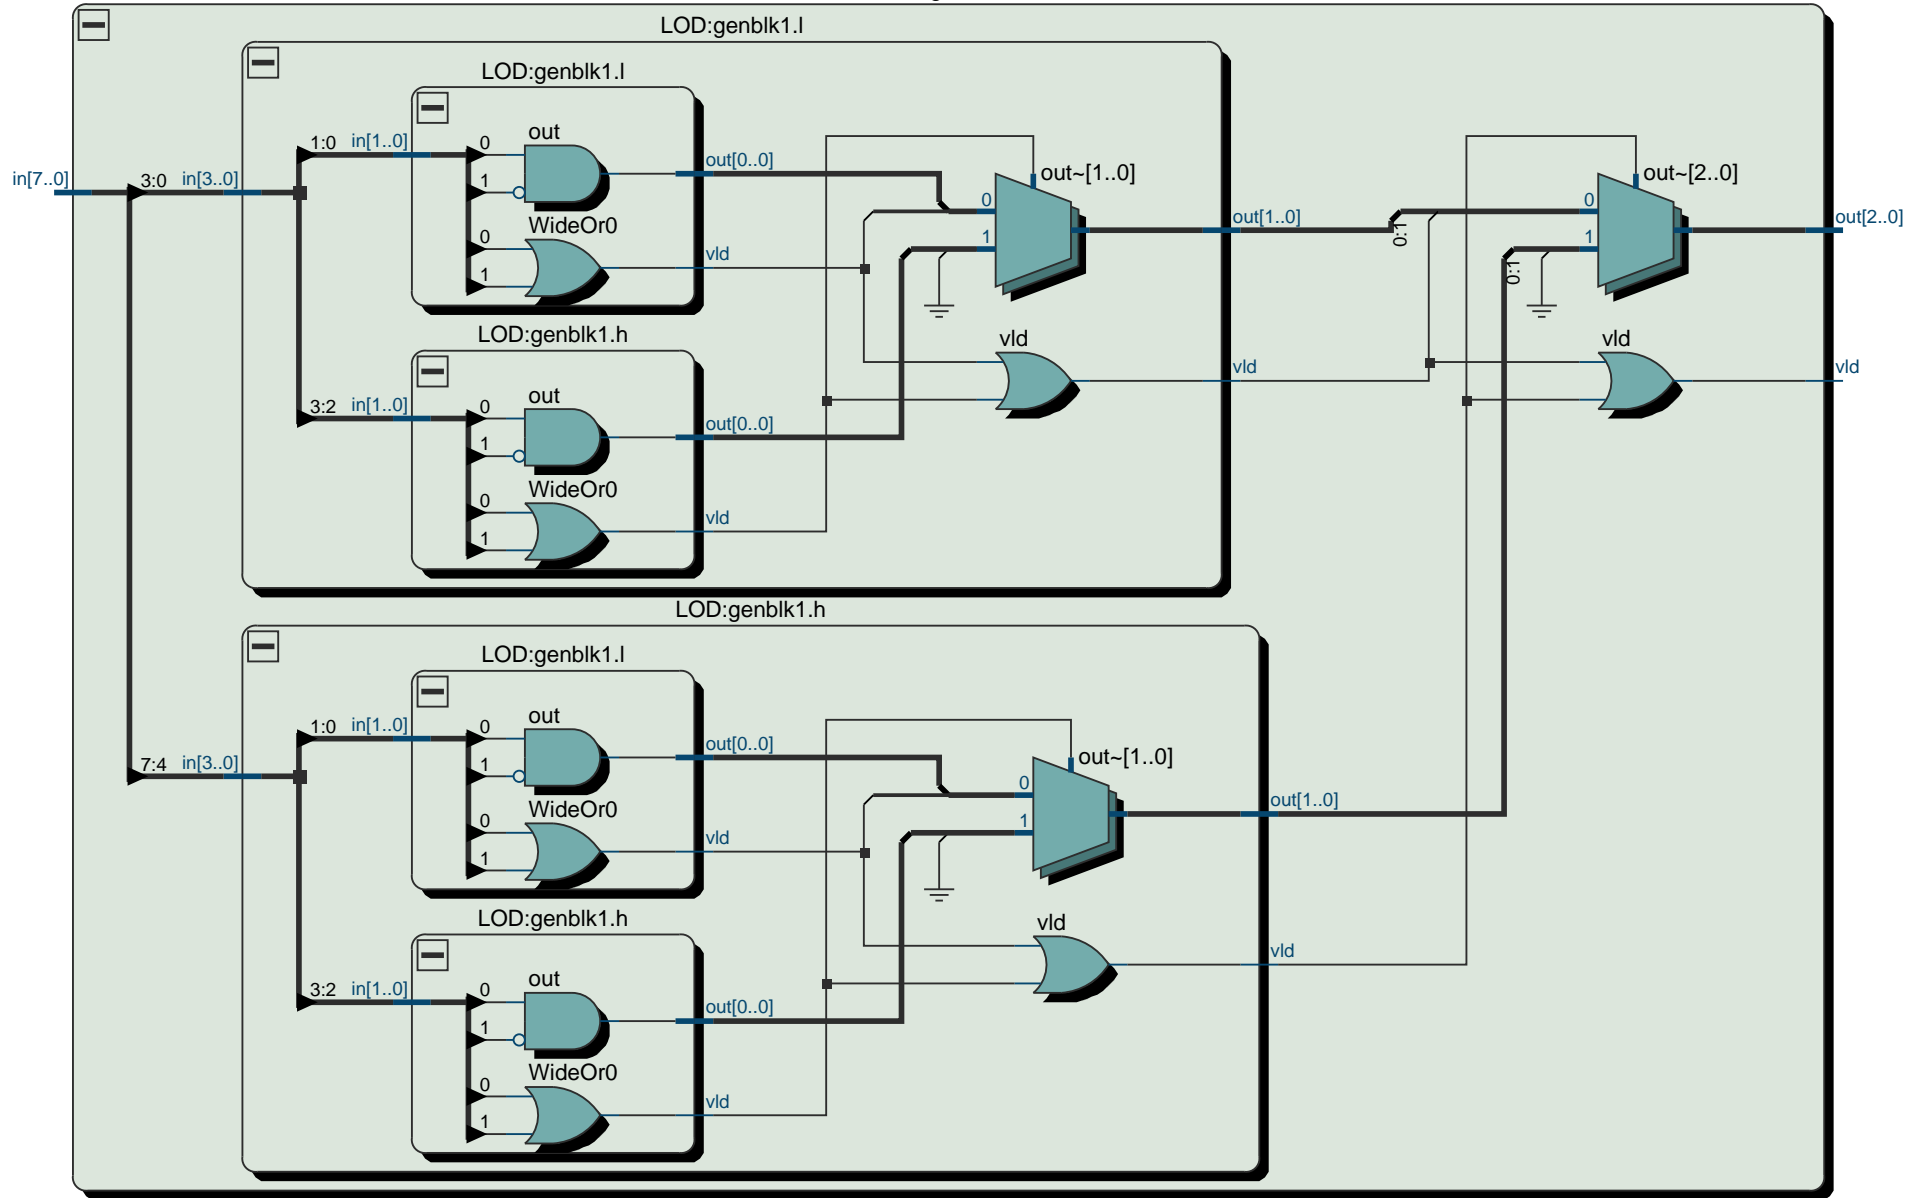 LOD:genblk1.l
LOD:genblk1.l
1:0 in[1..0]
0
out
1
out[0..0]
WideOr0
0
1
vld
in[7..0]
3:0 in[3..0]
LOD:genblk1.h
3:2 in[1..0]
0
out
1
out[0..0]
WideOr0
0
1
vld
out~[1..0]
0
1
vld
out[1..0]
vld
0:1
0:1
out~[2..0]
0
1
vld
out[2..0]
vld
LOD:genblk1.h
LOD:genblk1.l
1:0 in[1..0]
0
out
1
out[0..0]
WideOr0
0
1
vld
7:4 in[3..0]
LOD:genblk1.h
3:2 in[1..0]
0
out
1
out[0..0]
WideOr0
0
1
vld
out~[1..0]
0
1
vld
out[1..0]
vld